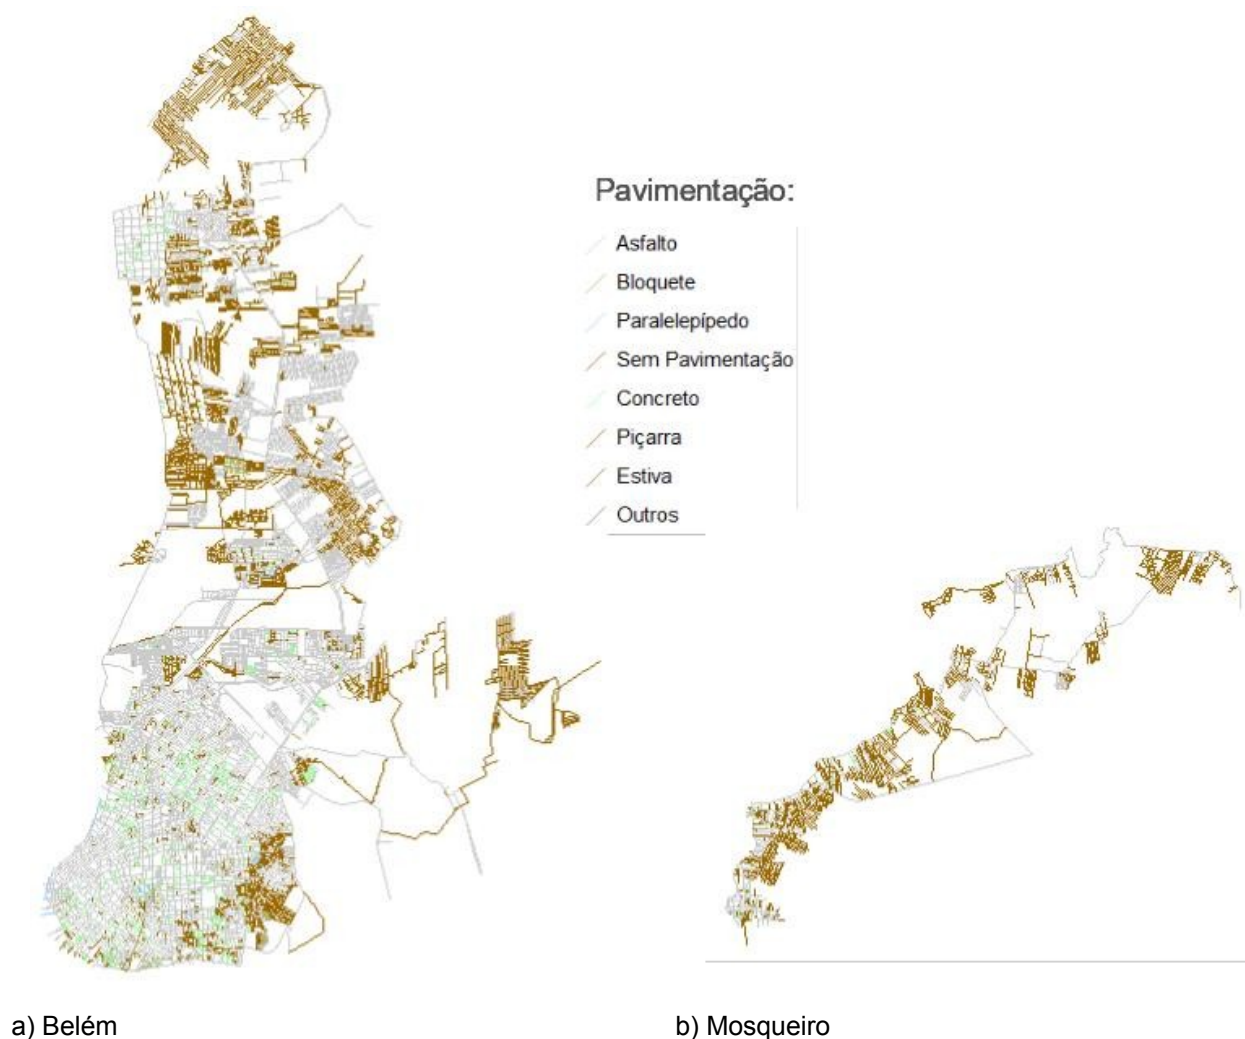 Pavimentação:
Asfalto
Bloquete
Paralelepípedo
Sem Pavimentação
Concreto
Piçarra
Estiva
Outros
a) Belém
b) Mosqueiro